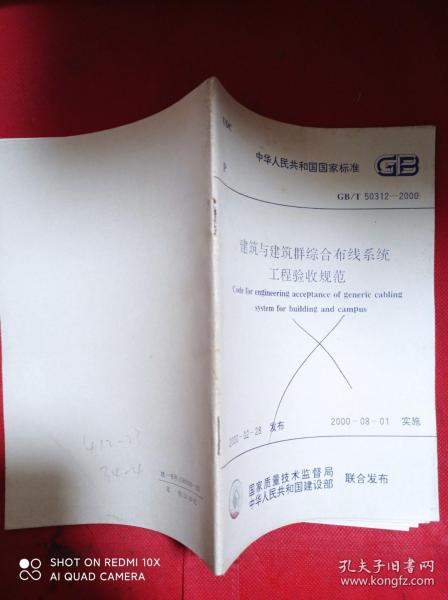 UDC
P
中华人民共和国国家标准
GB
GB/T 50312—2000
建筑与建筑群综合布线系统
工程验收规范
Code for engineering acceptance of generic cabling
system for building and campus
2000—02—28 发布
2000—08—01 实施
国家质量技术监督局
中华人民共和国建设部
联合发布
SHOT ON REDMI 10X
AI QUAD CAMERA
孔夫子旧书网
www.kongfz.com